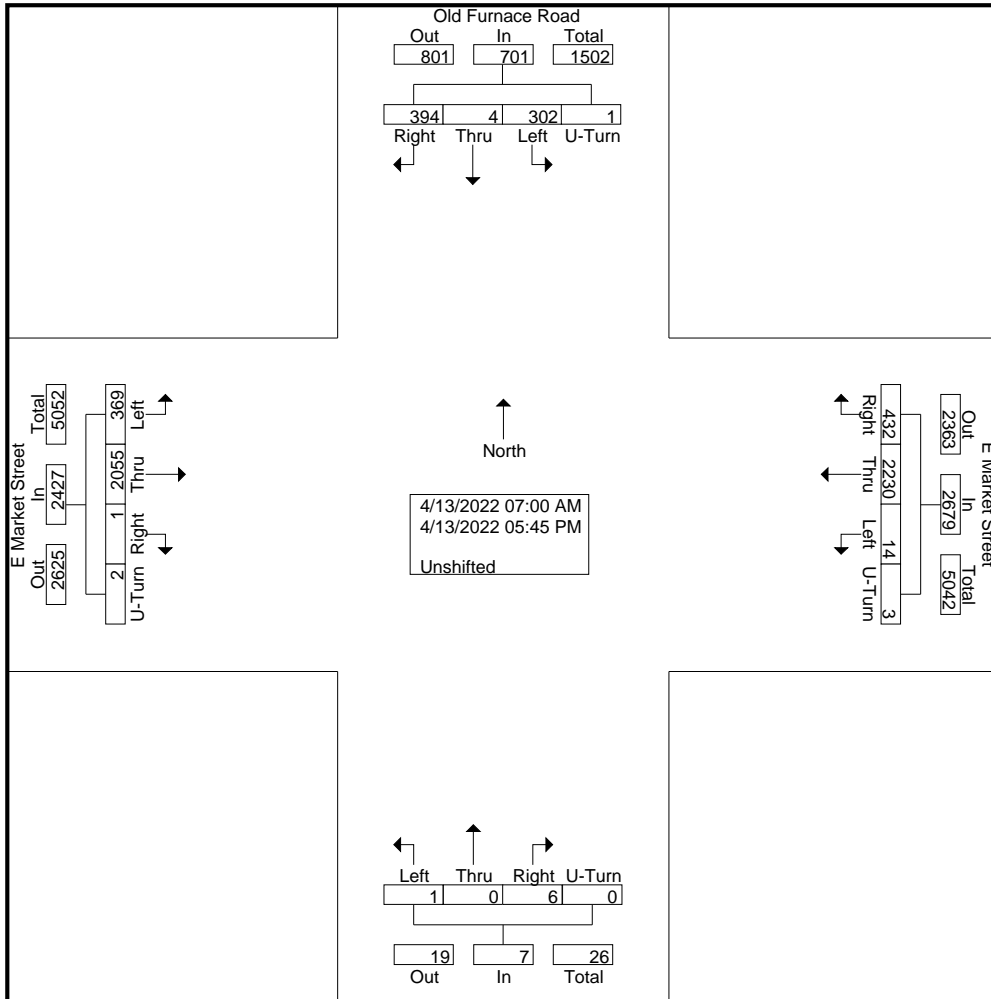 Old Furnace Road
Out In Total
801 701 1502
394 4 302 1
Right Thru Left U-Turn
E Market Street
Total In Out
5052 2427 2625
369 2055 1 2
Left Thru Right U-Turn
North
4/13/2022 07:00 AM
4/13/2022 05:45 PM
Unshifted
E Market Street
Out In Total
2363 2679 5042
432 2230 14 3
Right Thru Left U-Turn
Left Thru Right U-Turn
1 0 6 0
19 7 26
Out In Total